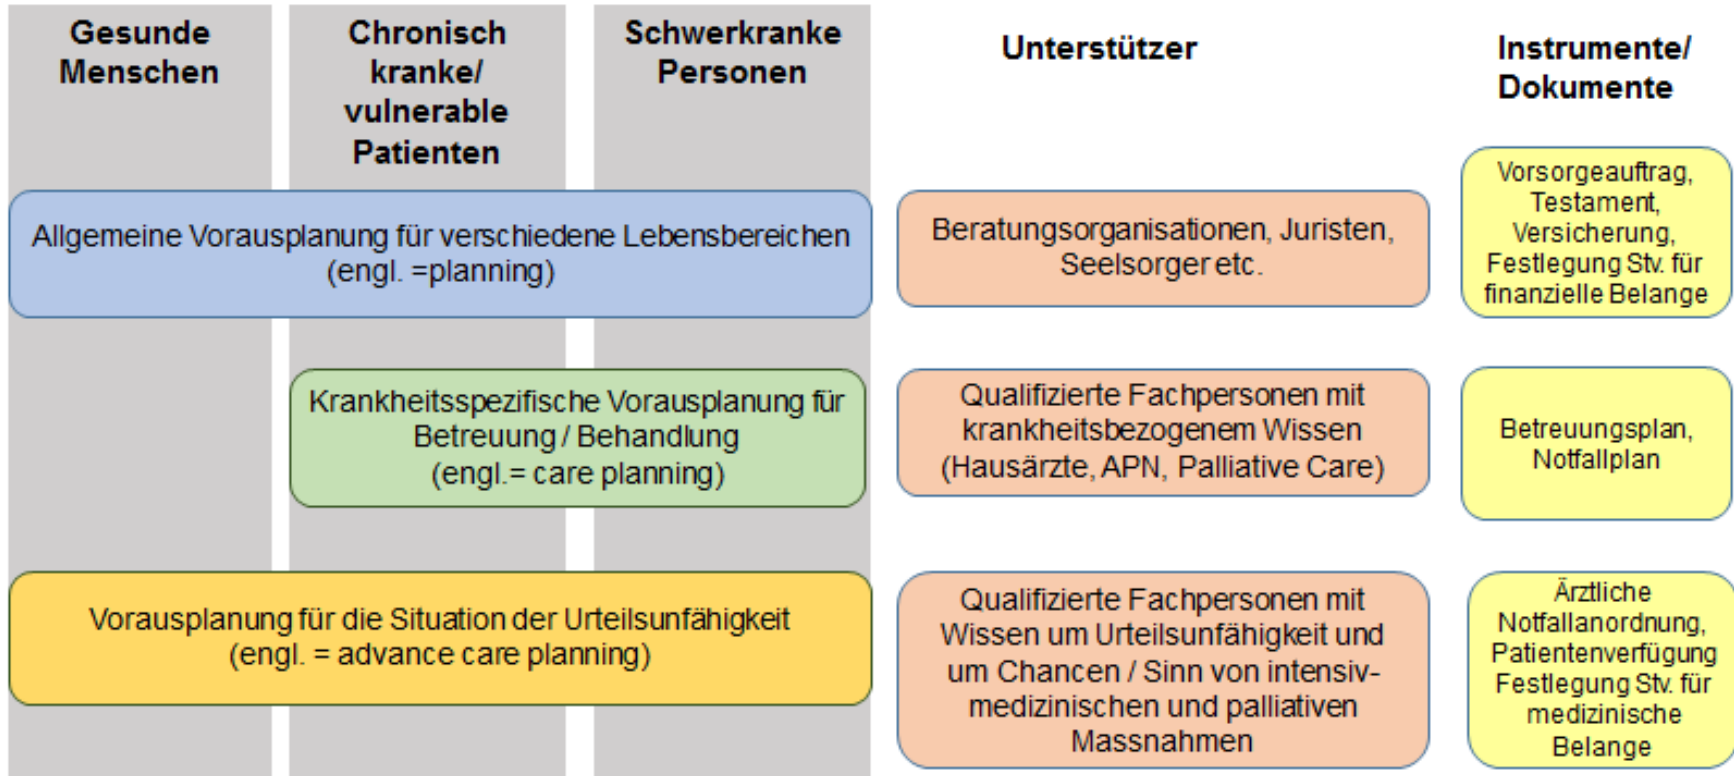 Gesunde
Menschen
Chronisch
kranke/
vulnerable
Patienten
Schwerkranke
Personen
Unterstützer
Instrumente/
Dokumente
Allgemeine Vorausplanung für verschiedene Lebensbereichen
(engl. =planning)
Beratungsorganisationen, Juristen,
Seelsorger etc.
Vorsorgeauftrag,
Testament,
Versicherung,
Festlegung Stv. für
finanzielle Belange
Krankheitsspezifische Vorausplanung für
Betreuung / Behandlung
(engl.= care planning)
Qualifizierte Fachpersonen mit
krankheitsbezogenem Wissen
(Hausärzte, APN, Palliative Care)
Betreuungsplan,
Notfallplan
Vorausplanung für die Situation der Urteilsunfähigkeit
(engl. = advance care planning)
Qualifizierte Fachpersonen mit
Wissen um Urteilsunfähigkeit und
um Chancen / Sinn von intensiv-
medizinischen und palliativen
Massnahmen
Ärztliche
Notfallanordnung,
Patientenverfügung
Festlegung Stv. für
medizinische
Belange